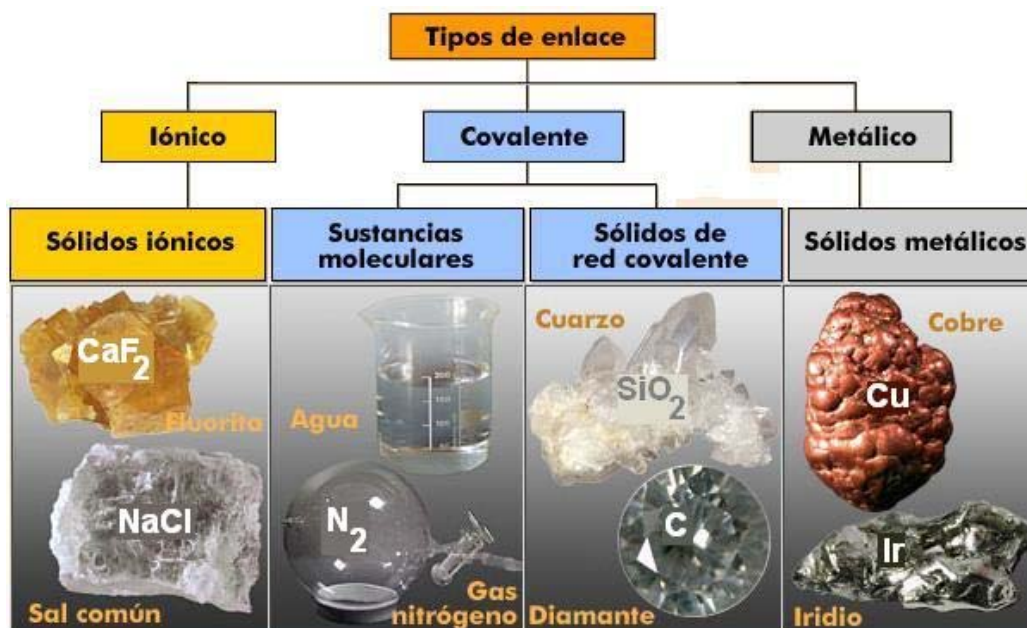 Tipos de enlace
Iónico
Covalente
Metálico
Sólidos iónicos
Sustancias
moleculares
Sólidos de
red covalente
Sólidos metálicos
CaF2
Fluorita
NaCl
Sal común
Agua
N2
Gas
nitrógeno
Cuarzo
SiO2
C
Diamante
Cobre
Cu
Ir
Iridio